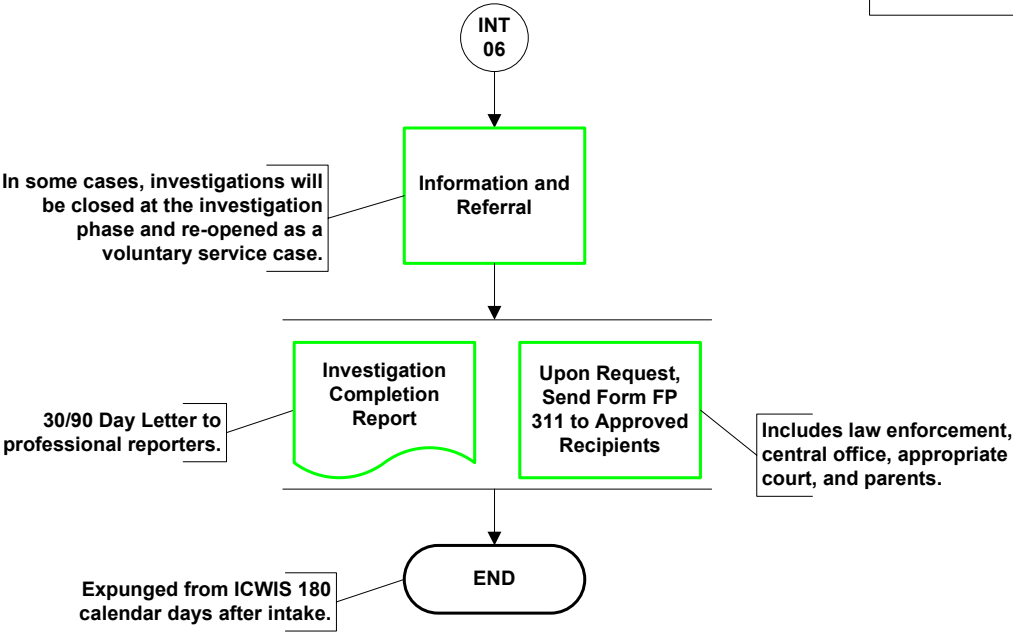 INT
06
Information and
Referral
In some cases, investigations will
be closed at the investigation
phase and re-opened as a
voluntary service case.
Investigation
Completion
Report
30/90 Day Letter to
professional reporters.
Upon Request,
Send Form FP
311 to Approved
Recipients
Includes law enforcement,
central office, appropriate
court, and parents.
END
Expunged from ICWIS 180
calendar days after intake.